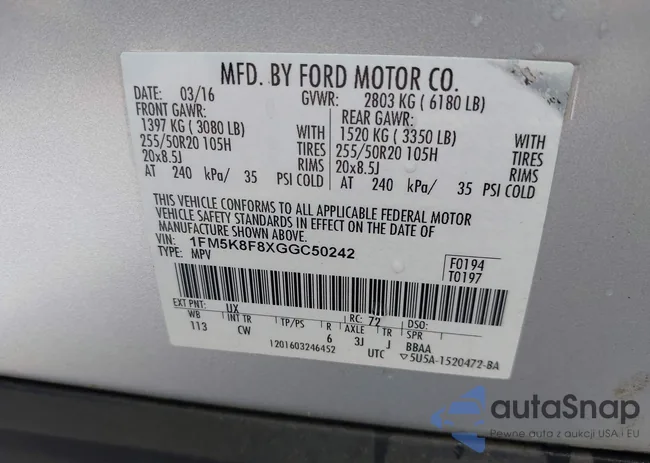 MFD. BY FORD MOTOR CO.
DATE: 03/16 GVWR: 2803 KG ( 6180 LB)
FRONT GAWR: REAR GAWR:
1397 KG ( 3080 LB) WITH 1520 KG ( 3350 LB) WITH
255/50R20 105H TIRES 255/50R20 105H TIRES
20x8.5J RIMS 20x8.5J RIMS
AT 240 kPa/ 35 PSI COLD AT 240 kPa/ 35 PSI COLD
THIS VEHICLE CONFORMS TO ALL APPLICABLE FEDERAL MOTOR
VEHICLE SAFETY STANDARDS IN EFFECT ON THE DATE OF
MANUFACTURE SHOWN ABOVE.
VIN: 1FM5K8F8XGGC50242 F0194
TYPE: MPV T0197
EXT PNT: UX RC: 72 DSO:
WB INT TR TP/PS R AXLE TR SPR
113 CW 6 3J J BBAA
1201603246452 UTC ▽5U5A-1520472-BA
autaSnap
Pewne auto z aukcji USA i EU